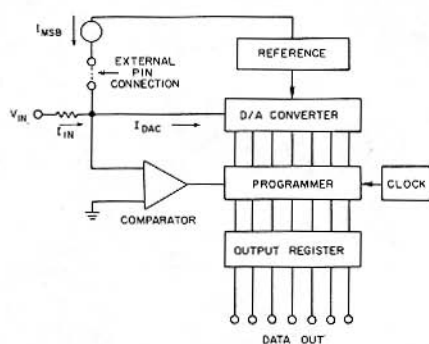 I_MSB
REFERENCE
EXTERNAL
PIN
CONNECTION
V_IN
I_IN
I_DAC
D/A CONVERTER
PROGRAMMER
CLOCK
COMPARATOR
OUTPUT REGISTER
DATA OUT